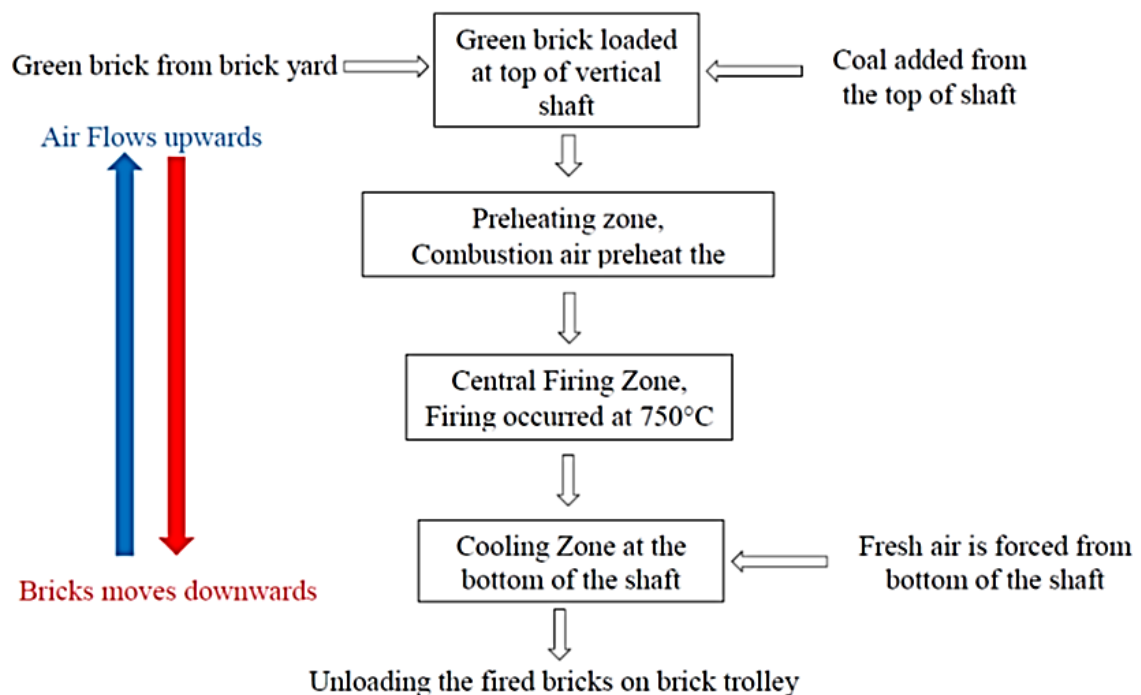 Green brick from brick yard
Green brick loaded
at top of vertical
shaft
Coal added from
the top of shaft
Air Flows upwards
Preheating zone,
Combustion air preheat the
Central Firing Zone,
Firing occurred at 750°C
Cooling Zone at the
bottom of the shaft
Fresh air is forced from
bottom of the shaft
Bricks moves downwards
Unloading the fired bricks on brick trolley